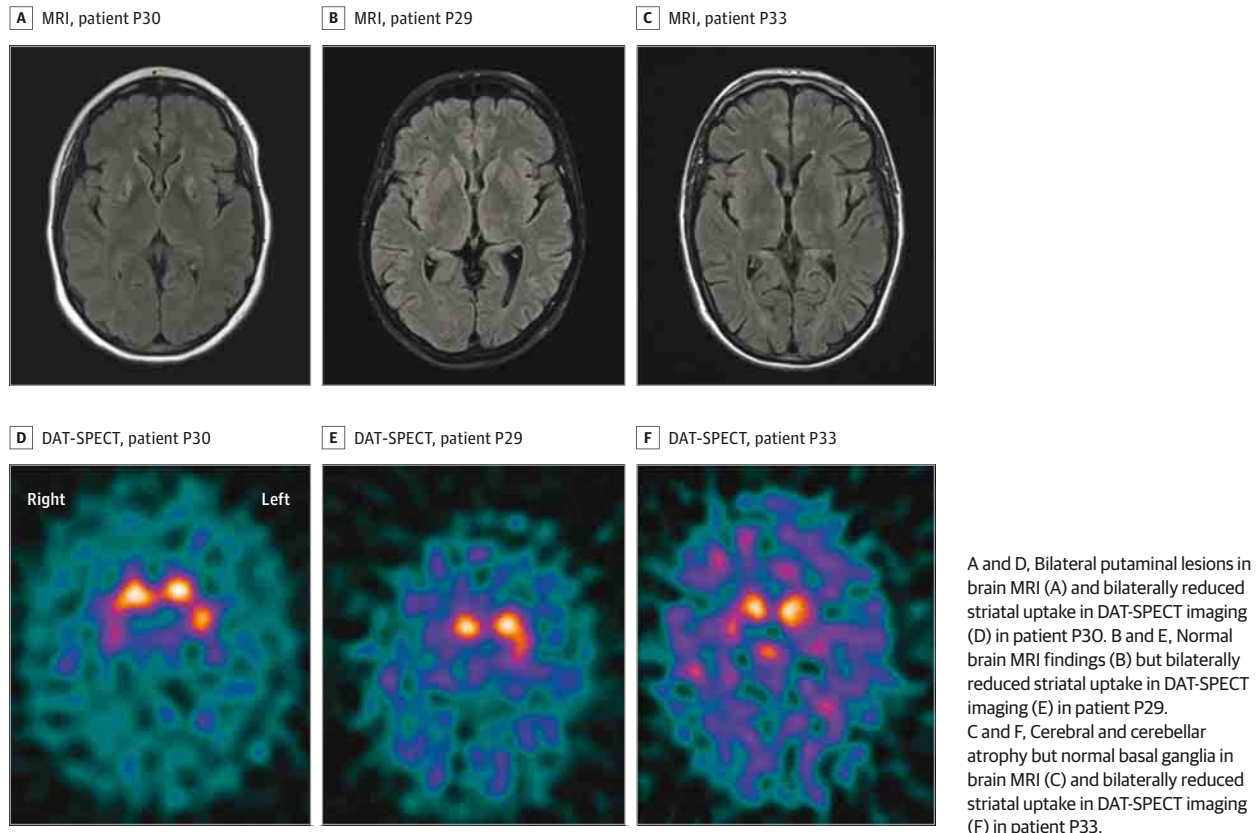 A MRI, patient P30
B MRI, patient P29
C MRI, patient P33
D DAT-SPECT, patient P30
E DAT-SPECT, patient P29
F DAT-SPECT, patient P33
Right
Left
A and D, Bilateral putaminal lesions in
brain MRI (A) and bilaterally reduced
striatal uptake in DAT-SPECT imaging
(D) in patient P30. B and E, Normal
brain MRI findings (B) but bilaterally
reduced striatal uptake in DAT-SPECT
imaging (E) in patient P29.
C and F, Cerebral and cerebellar
atrophy but normal basal ganglia in
brain MRI (C) and bilaterally reduced
striatal uptake in DAT-SPECT imaging
(F) in patient P33.